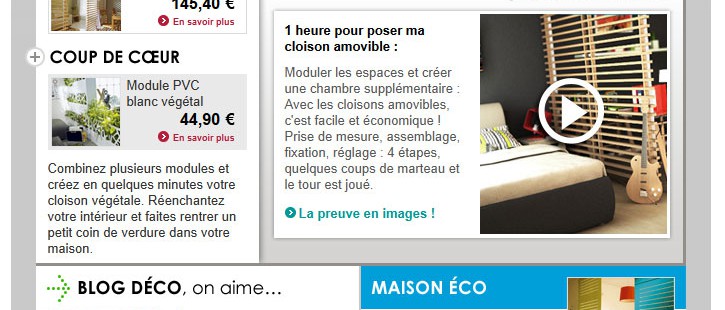 145,40 €
En savoir plus
COUP DE CŒUR
Module PVC
blanc végétal
44,90 €
En savoir plus
Combinez plusieurs modules et
créez en quelques minutes votre
cloison végétale. Réenchantez
votre intérieur et faites rentrer un
petit coin de verdure dans votre
maison.
1 heure pour poser ma
cloison amovible :
Moduler les espaces et créer
une chambre supplémentaire :
Avec les cloisons amovibles,
c'est facile et économique !
Prise de mesure, assemblage,
fixation, réglage : 4 étapes,
quelques coups de marteau et
le tour est joué.
La preuve en images !
BLOG DÉCO, on aime...
MAISON ÉCO